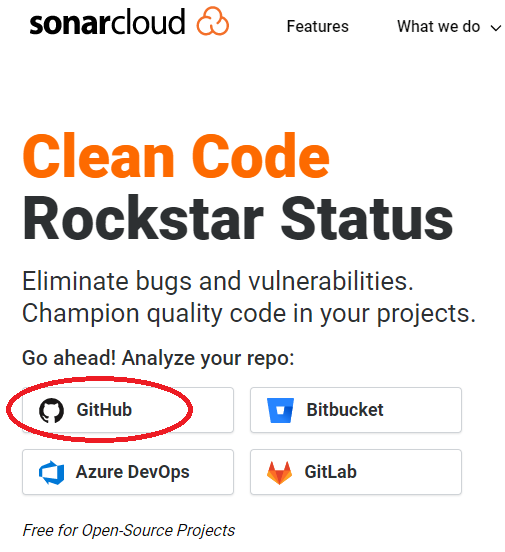 sonarcloud
Features
What we do
Clean Code
Rockstar Status
Eliminate bugs and vulnerabilities.
Champion quality code in your projects.
Go ahead! Analyze your repo:
GitHub
Bitbucket
Azure DevOps
GitLab
Free for Open-Source Projects